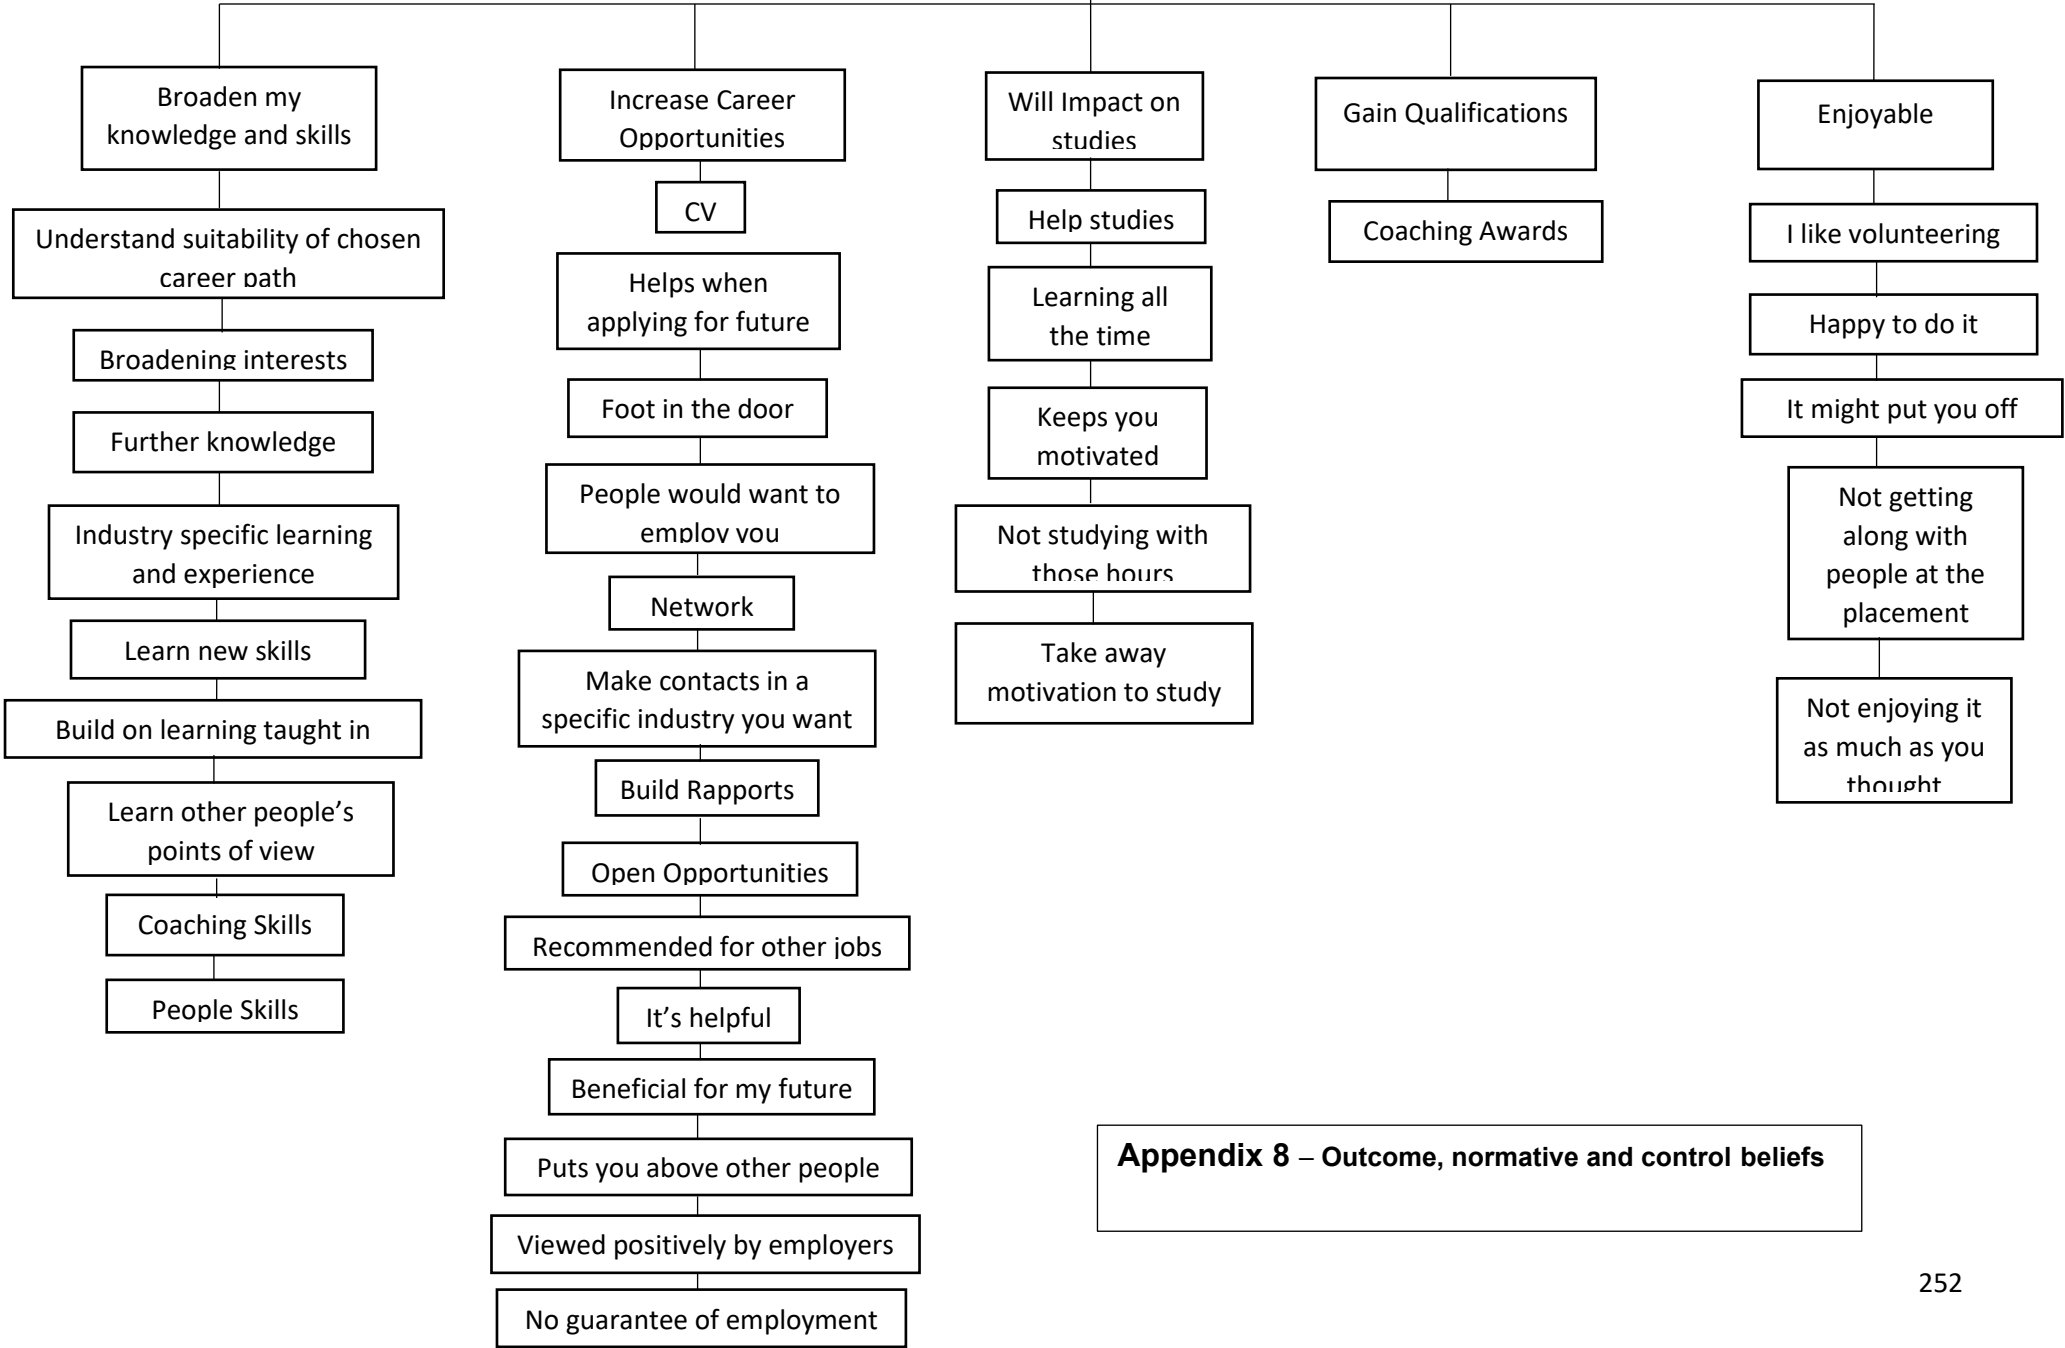 Broaden my
knowledge and skills
Understand suitability of chosen
career path
Broadening interests
Further knowledge
Industry specific learning
and experience
Learn new skills
Build on learning taught in
Learn other people’s
points of view
Coaching Skills
People Skills
Increase Career
Opportunities
CV
Helps when
applying for future
Foot in the door
People would want to
employ you
Network
Make contacts in a
specific industry you want
Build Rapports
Open Opportunities
Recommended for other jobs
It’s helpful
Beneficial for my future
Puts you above other people
Viewed positively by employers
No guarantee of employment
Will Impact on
studies
Help studies
Learning all
the time
Keeps you
motivated
Not studying with
those hours
Take away
motivation to study
Gain Qualifications
Coaching Awards
Enjoyable
I like volunteering
Happy to do it
It might put you off
Not getting
along with
people at the
placement
Not enjoying it
as much as you
thought
Appendix 8 – Outcome, normative and control beliefs
252